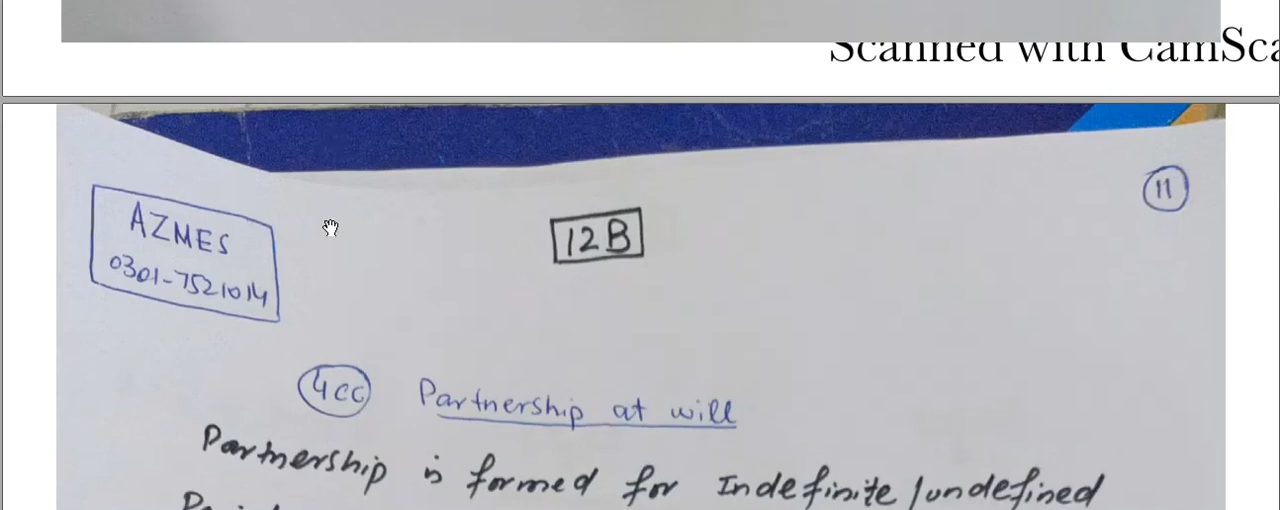 Scanned with CamSca
11
AZMES
0301-7521014
12B
4cc Partnership at will
Partnership is formed for Indefinite/undefined